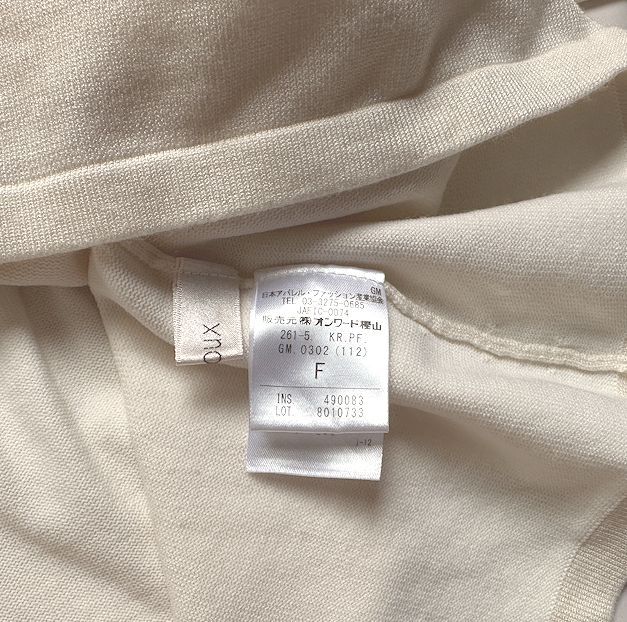 xno
GM
日本アパレル・ファッション産業協会
TEL 03-3275-0685
JAFIC-0074
販売元 ㈱オンワード樫山
261-5. KR.PF.
GM. 0302 (112)
F
INS. 490083
LOT. 8010733